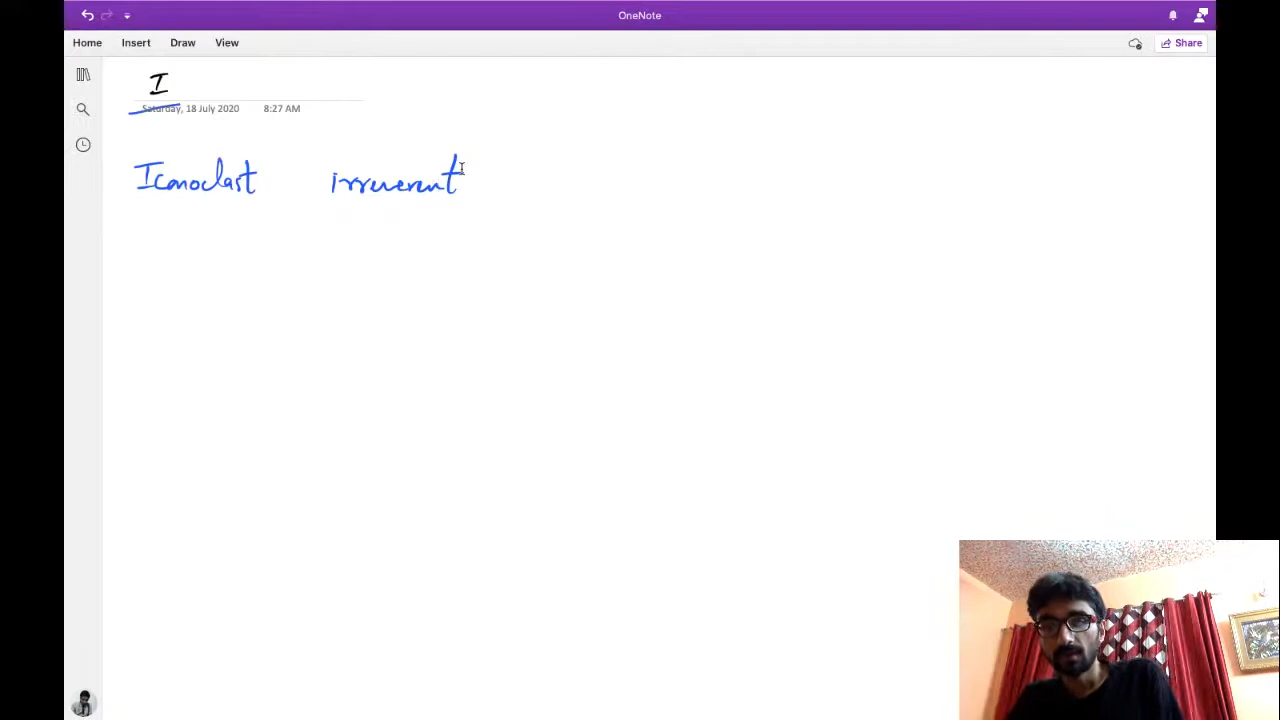 OneNote
Home Insert Draw View Share
I
Saturday, 18 July 2020 8:27 AM
Iconoclast irreverent